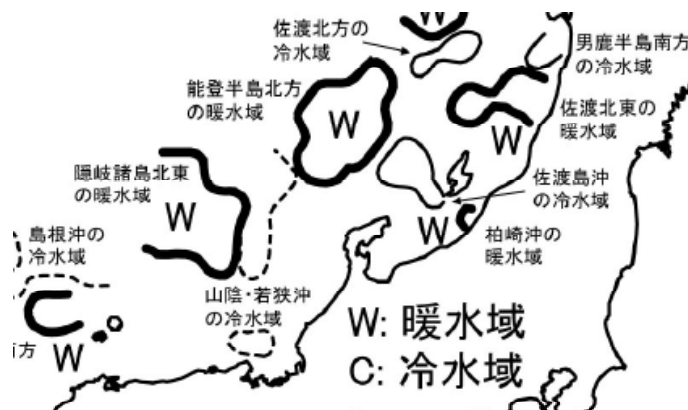 W
佐渡北方の
冷水域
男鹿半島南方
の冷水域
能登半島北方
の暖水域
W
佐渡北東の
暖水域
W
隠岐諸島北東
の暖水域
W
佐渡島沖
の冷水域
島根沖の
冷水域
W
柏崎沖の
暖水域
山陰・若狭沖
の冷水域
南方
W
W: 暖水域
C: 冷水域